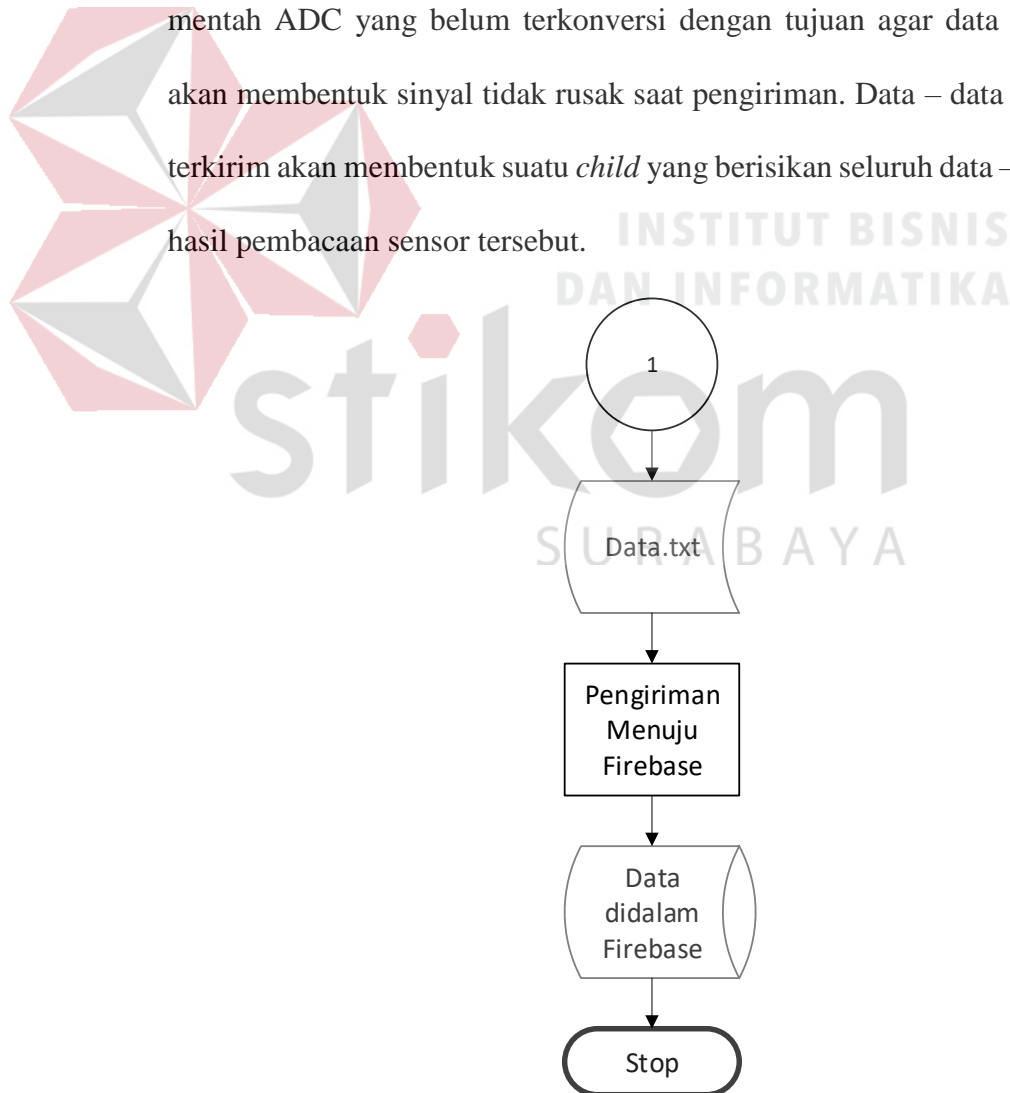 mentah ADC yang belum terkonversi dengan tujuan agar data
akan membentuk sinyal tidak rusak saat pengiriman. Data – data
terkirim akan membentuk suatu child yang berisikan seluruh data –
hasil pembacaan sensor tersebut.
INSTITUT BISNIS
DAN INFORMATIKA
stikom
SURABAYA
1
Data.txt
Pengiriman
Menuju
Firebase
Data
didalam
Firebase
Stop